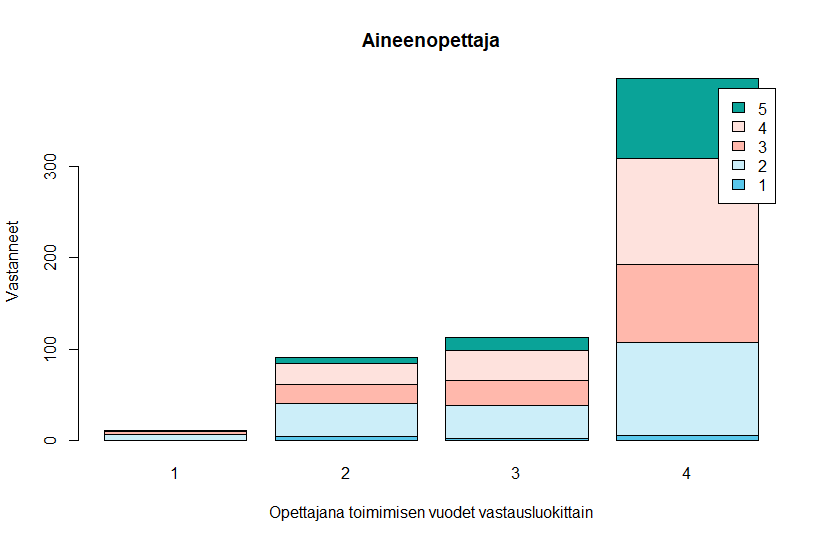 Aineenopettaja
5
4
3
2
1
300
200
100
0
Vastanneet
1 2 3 4
Opettajana toimimisen vuodet vastausluokittain